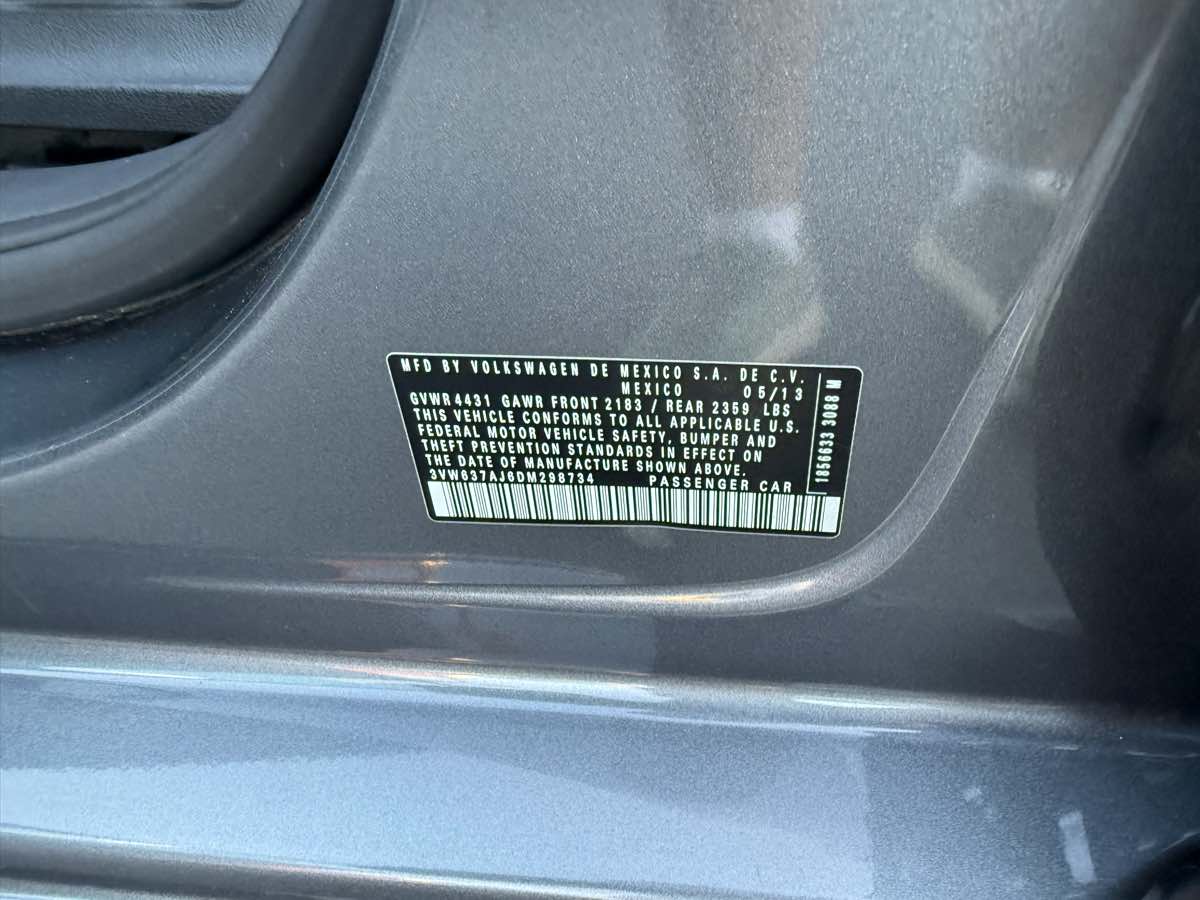 MFD BY VOLKSWAGEN DE MEXICO S.A. DE C.V.
MEXICO 05/13
GVWR 4431 GAWR FRONT 2183 / REAR 2359 LBS
THIS VEHICLE CONFORMS TO ALL APPLICABLE U.S.
FEDERAL MOTOR VEHICLE SAFETY, BUMPER AND
THEFT PREVENTION STANDARDS IN EFFECT ON
THE DATE OF MANUFACTURE SHOWN ABOVE.
3VW637AJ6DM298734 PASSENGER CAR
1856633 3088 M